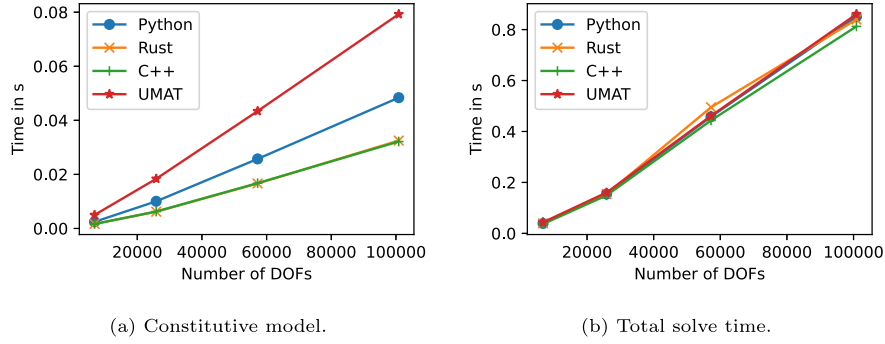 0.08
0.06
0.04
0.02
0.00
Time in s
Python
Rust
C++
UMAT
20000 40000 60000 80000 100000
Number of DOFs
(a) Constitutive model.
0.8
0.6
0.4
0.2
0.0
Time in s
Python
Rust
C++
UMAT
20000 40000 60000 80000 100000
Number of DOFs
(b) Total solve time.